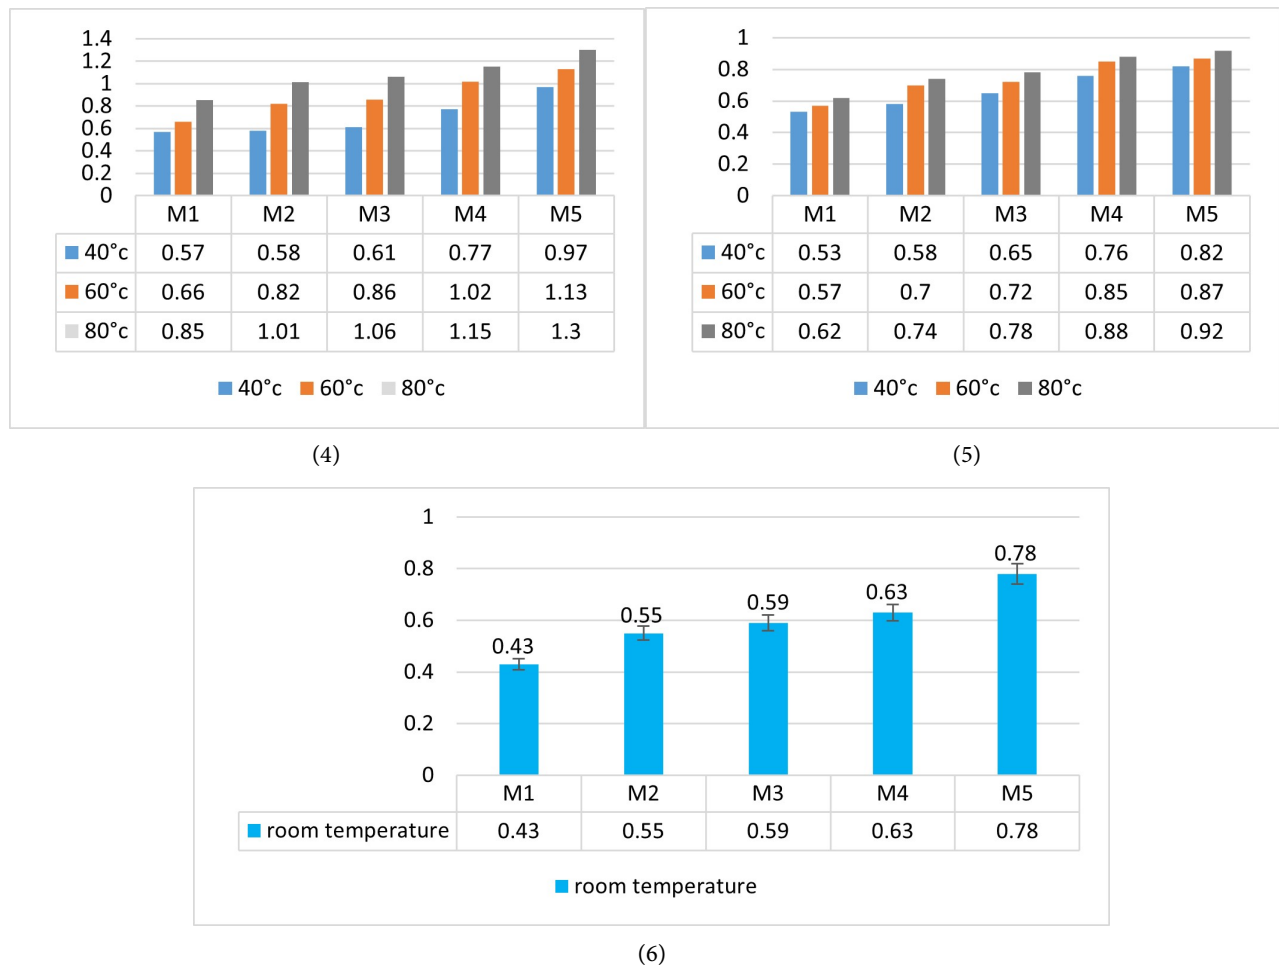 1.4
1.2
1
0.8
0.6
0.4
0.2
0
M1 M2 M3 M4 M5
40°c 0.57 0.58 0.61 0.77 0.97
60°c 0.66 0.82 0.86 1.02 1.13
80°c 0.85 1.01 1.06 1.15 1.3
40°c 60°c 80°c
(4)
1
0.8
0.6
0.4
0.2
0
M1 M2 M3 M4 M5
40°c 0.53 0.58 0.65 0.76 0.82
60°c 0.57 0.7 0.72 0.85 0.87
80°c 0.62 0.74 0.78 0.88 0.92
40°c 60°c 80°c
(5)
1
0.8
0.6
0.4
0.2
0
0.43 0.55 0.59 0.63 0.78
M1 M2 M3 M4 M5
room temperature 0.43 0.55 0.59 0.63 0.78
room temperature
(6)